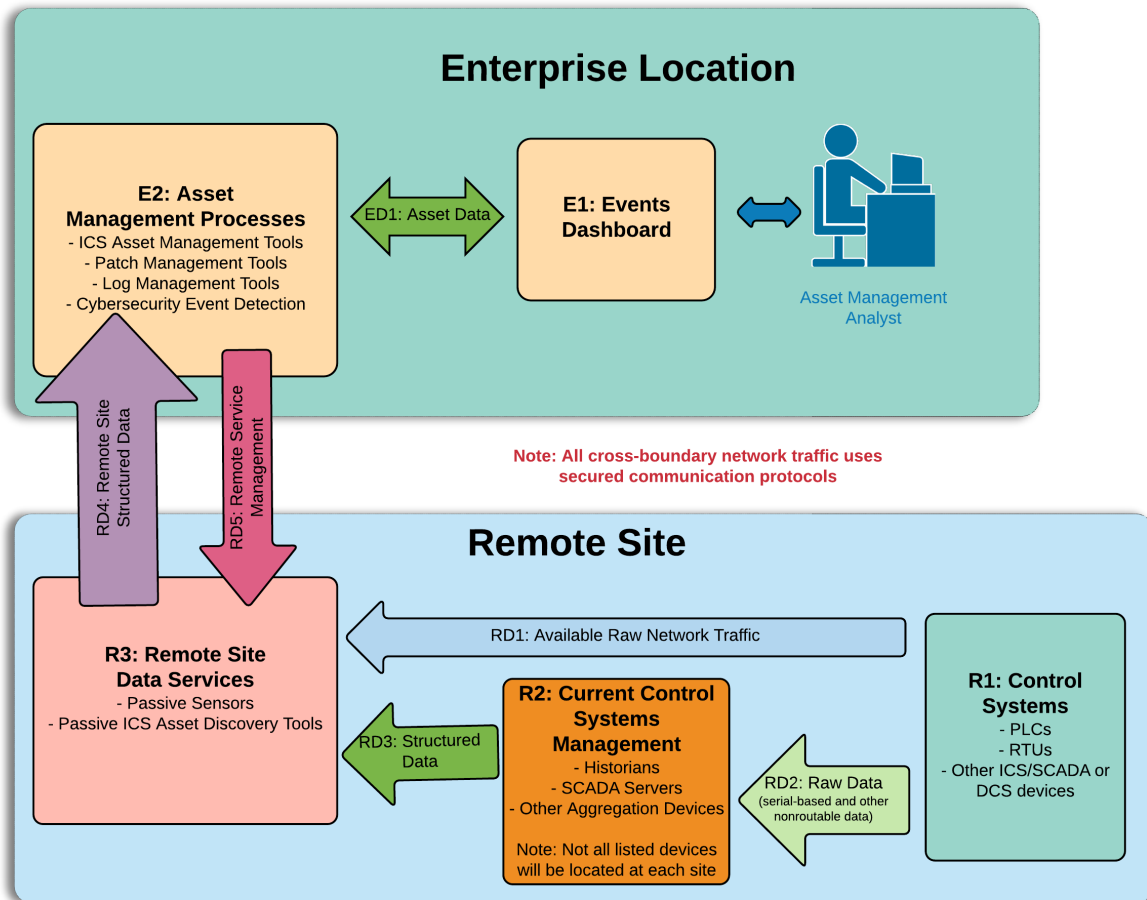 Enterprise Location
E2: Asset
Management Processes
- ICS Asset Management Tools
- Patch Management Tools
- Log Management Tools
- Cybersecurity Event Detection
ED1: Asset Data
E1: Events
Dashboard
Asset Management
Analyst
RD4: Remote Site
Structured Data
RD5: Remote Service
Management
Note: All cross-boundary network traffic uses
secured communication protocols
Remote Site
R3: Remote Site
Data Services
- Passive Sensors
- Passive ICS Asset Discovery Tools
RD1: Available Raw Network Traffic
RD3: Structured
Data
R2: Current Control
Systems
Management
- Historians
- SCADA Servers
- Other Aggregation Devices
Note: Not all listed devices
will be located at each site
RD2: Raw Data
(serial-based and other
nonroutable data)
R1: Control
Systems
- PLCs
- RTUs
- Other ICS/SCADA or
DCS devices